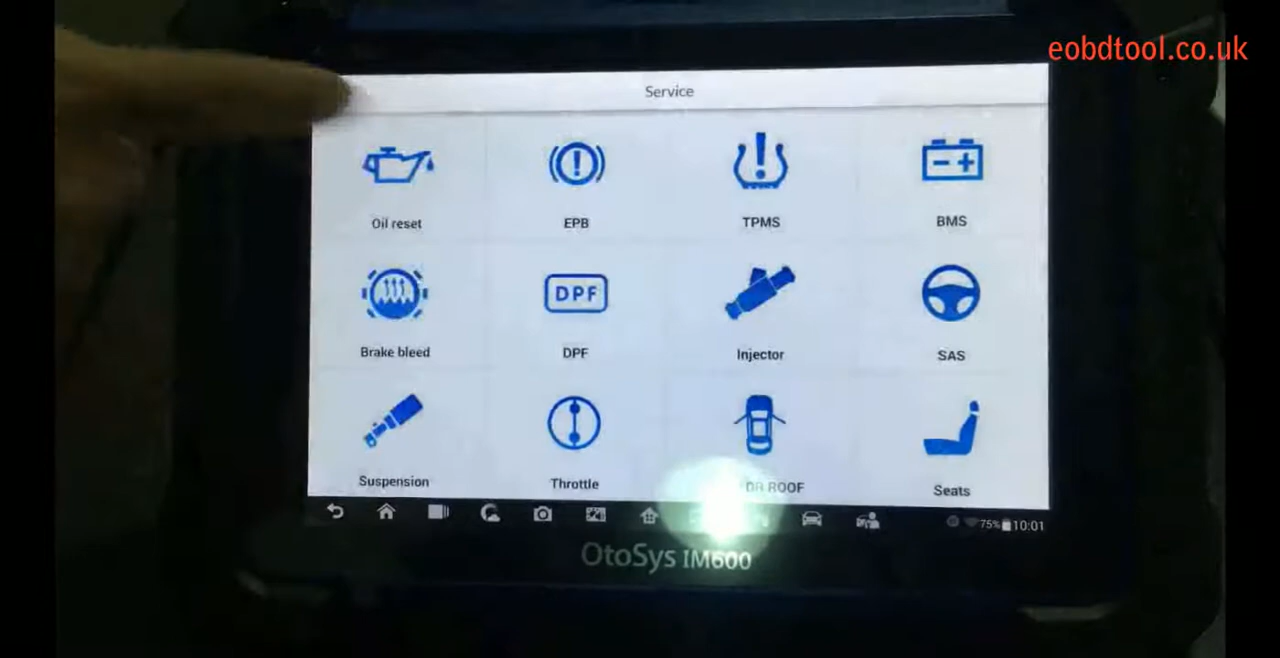 eobdtool.co.uk
Service
Oil reset
EPB
TPMS
BMS
Brake bleed
DPF
DPF
Injector
SAS
Suspension
Throttle
ROOF
Seats
75% 10:01
OtoSys IM600